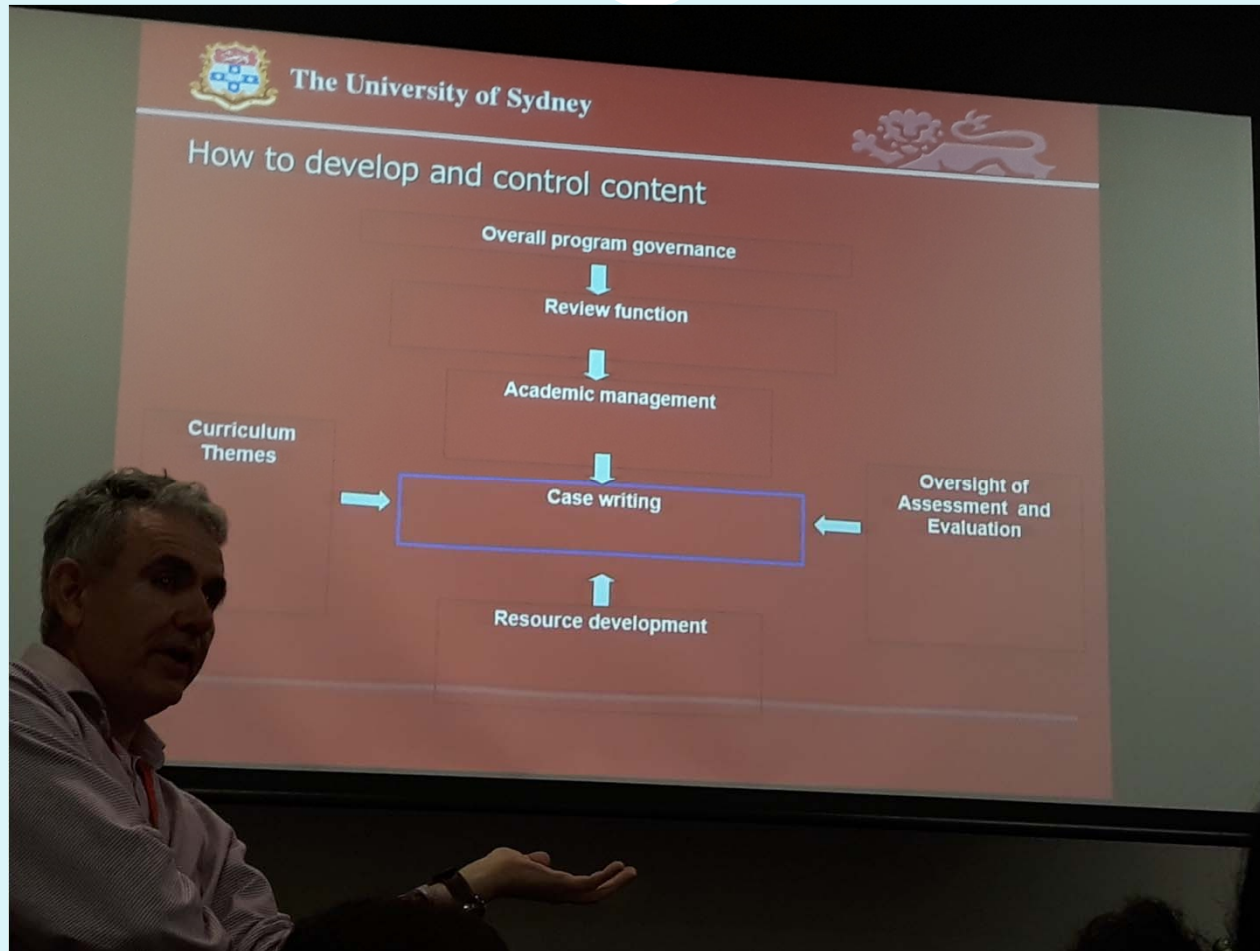 The University of Sydney
How to develop and control content
Overall program governance
Review function
Academic management
Curriculum
Themes
Case writing
Oversight of
Assessment and
Evaluation
Resource development